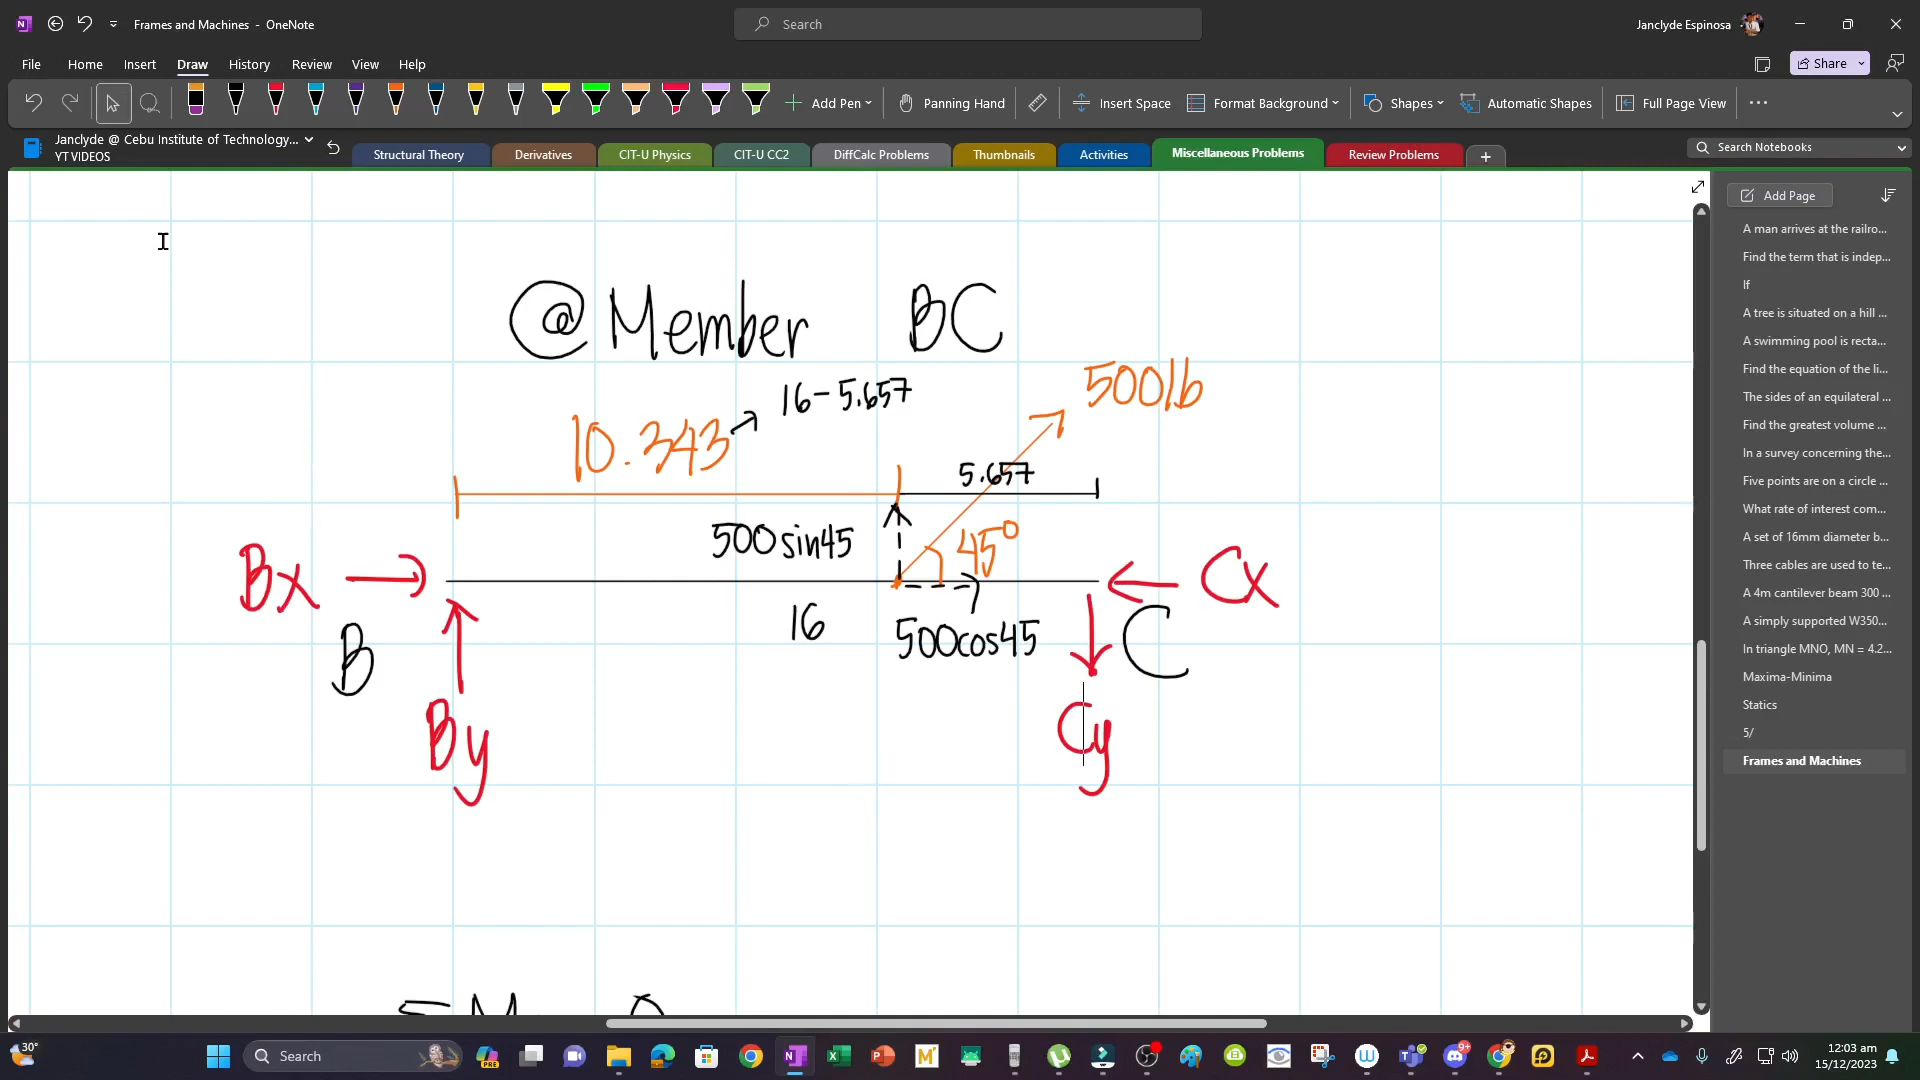 Frames and Machines - OneNote
Search
Janclyde Espinosa
File Home Insert Draw History Review View Help
Share
Add Pen
Panning Hand
Insert Space
Format Background
Shapes
Automatic Shapes
Full Page View
Janclyde @ Cebu Institute of Technology...
YT VIDEOS
Structural Theory
Derivatives
CIT-U Physics
CIT-U CC2
DiffCalc Problems
Thumbnails
Activities
Miscellaneous Problems
Review Problems
Search Notebooks
Add Page
A man arrives at the railro...
Find the term that is indep...
If
A tree is situated on a hill ...
A swimming pool is recta...
Find the equation of the li...
The sides of an equilateral ...
Find the greatest volume ...
In a survey concerning the...
Five points are on a circle ...
What rate of interest com...
A set of 16mm diameter b...
Three cables are used to te...
A 4m cantilever beam 300 ...
A simply supported W350...
In triangle MNO, MN = 4.2...
Maxima-Minima
Statics
5/
Frames and Machines
@ Member BC
16-5.657
500lb
10.343
5.657
500sin45
45°
Bx
Cx
16
500cos45
B
C
By
Cy
30°
Search
PRE
9+
12:03 am
15/12/2023